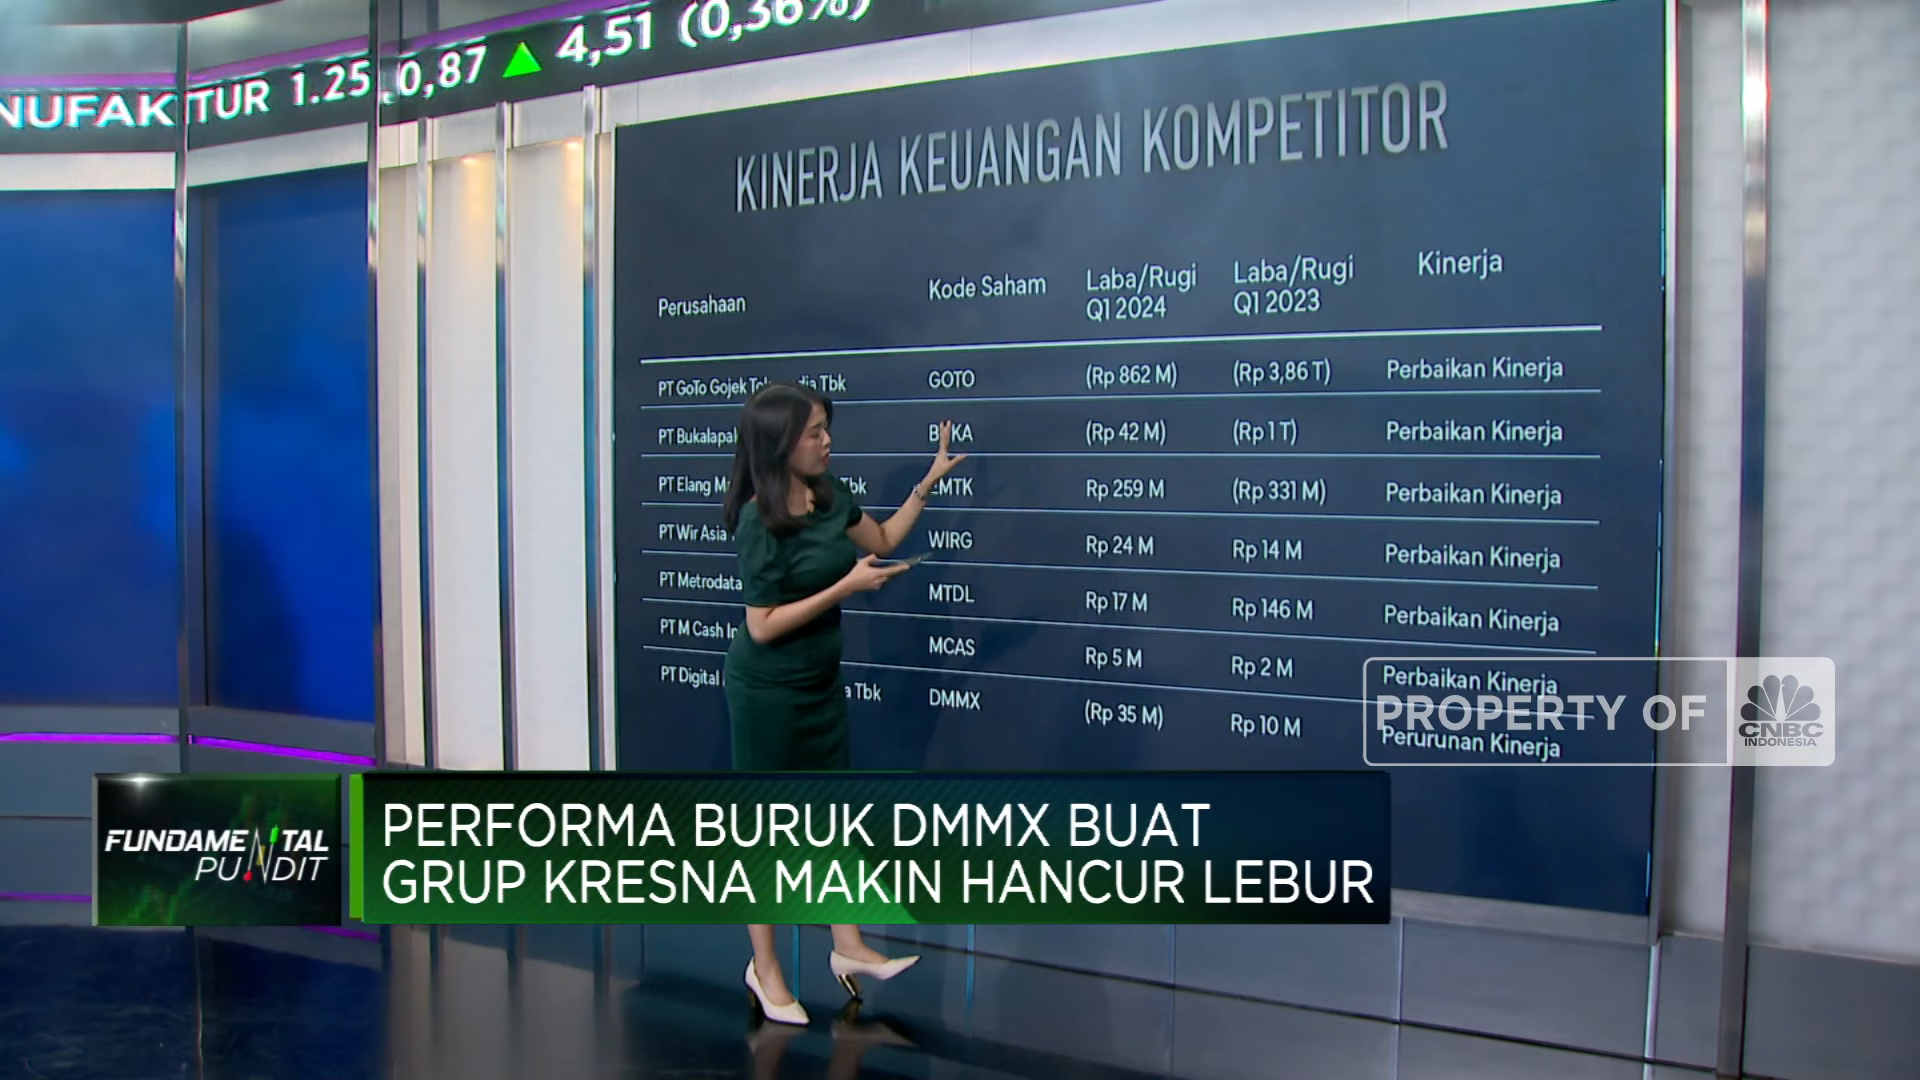 NUFAKTUR 1.250,87 ▲ 4,51 (0,36%)
KINERJA KEUANGAN KOMPETITOR
Perusahaan Kode Saham Laba/Rugi Q1 2024 Laba/Rugi Q1 2023 Kinerja
PT GoTo Gojek Tbk GOTO (Rp 862 M) (Rp 3,86 T) Perbaikan Kinerja
PT Bukalapak (Rp 42 M) (Rp 1 T) Perbaikan Kinerja
PT Elang Tbk Rp 259 M (Rp 331 M) Perbaikan Kinerja
PT Wir Asia WIRG Rp 24 M Rp 14 M Perbaikan Kinerja
PT Metrodata MTDL Rp 17 M Rp 146 M Perbaikan Kinerja
PT M Cash MCAS Rp 5 M Rp 2 M Perbaikan Kinerja
PT Digital Tbk DMMX (Rp 35 M) Rp 10 M Perurunan Kinerja
PROPERTY OF
CNBC
INDONESIA
FUNDAMENTAL
PUNDIT
PERFORMA BURUK DMMX BUAT
GRUP KRESNA MAKIN HANCUR LEBUR